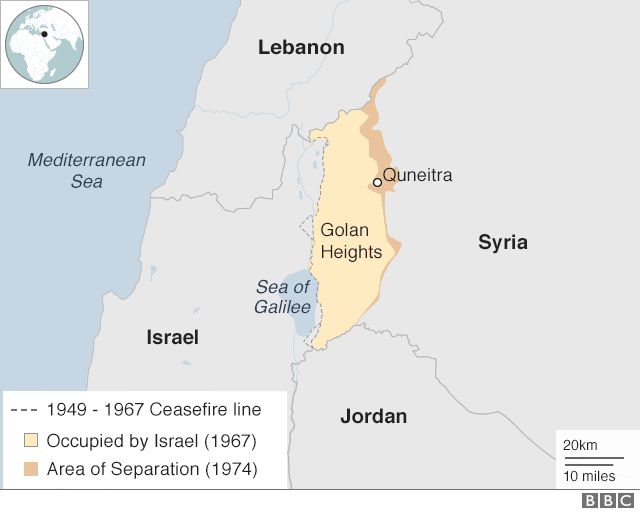 Lebanon
Mediterranean
Sea
Quneitra
Golan
Heights
Syria
Sea of
Galilee
Israel
Jordan
1949 - 1967 Ceasefire line
Occupied by Israel (1967)
Area of Separation (1974)
20km
10 miles
BBC